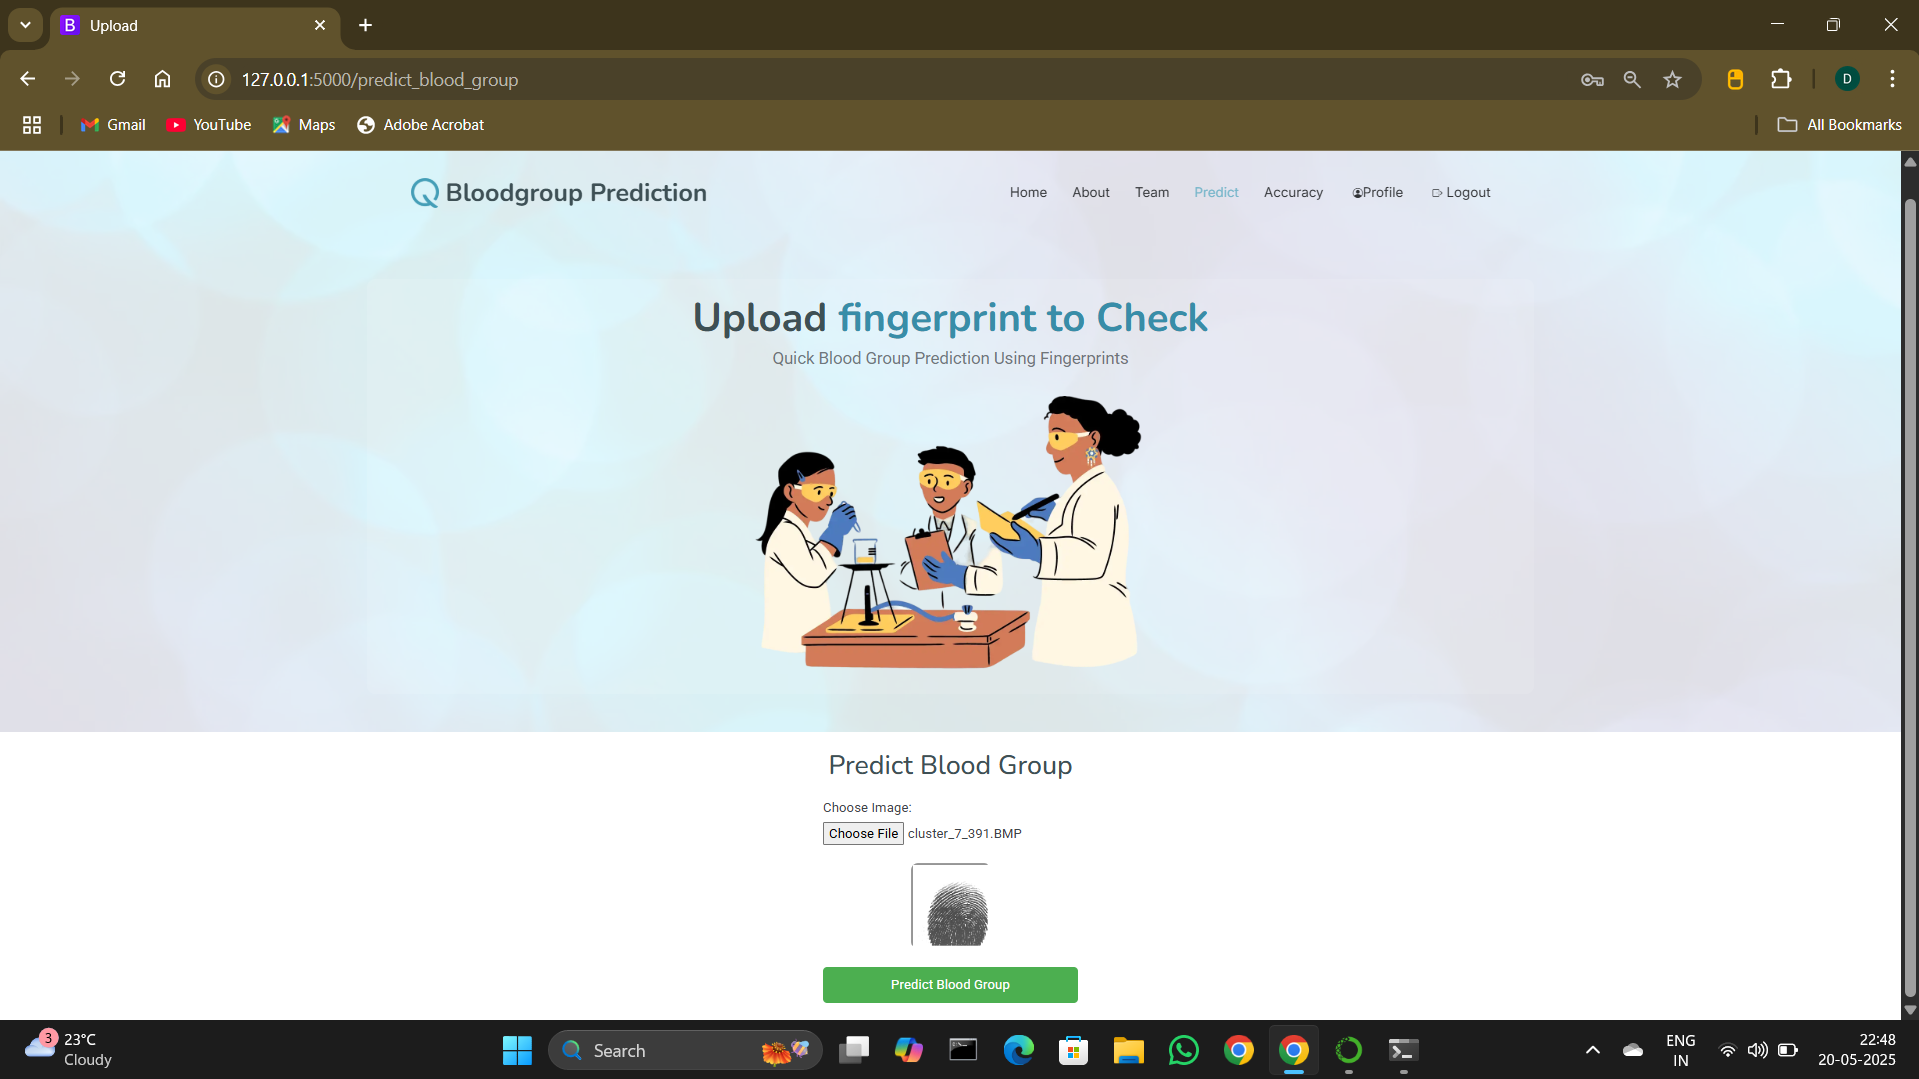 Upload
127.0.0.1:5000/predict_blood_group
D
Gmail
YouTube
Maps
Adobe Acrobat
All Bookmarks
Bloodgroup Prediction
Home
About
Team
Predict
Accuracy
Profile
Logout
Upload fingerprint to Check
Quick Blood Group Prediction Using Fingerprints
Predict Blood Group
Choose Image:
Choose File cluster_7_391.BMP
Predict Blood Group
3
23°C
Cloudy
Search
ENG
IN
22:48
20-05-2025